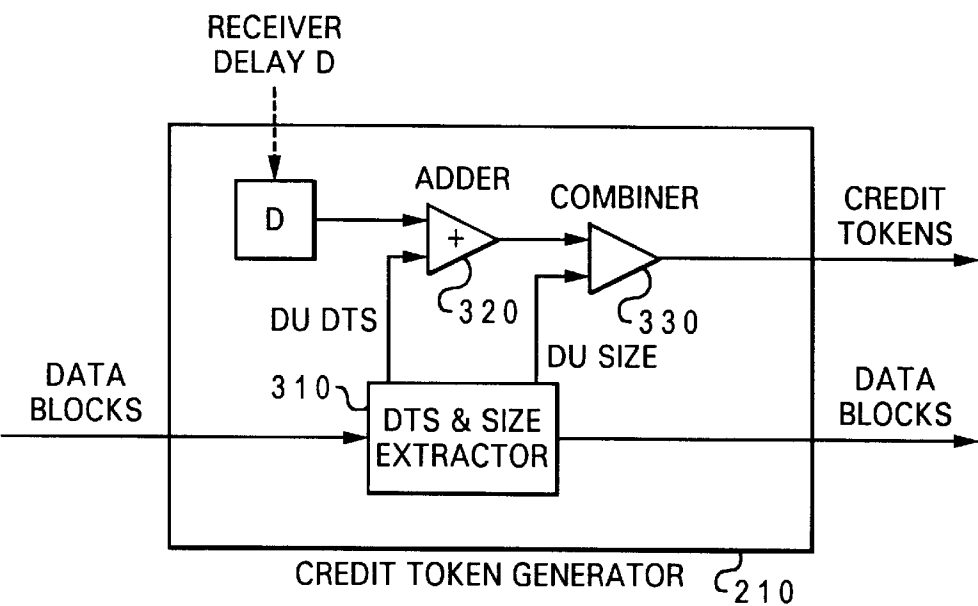 RECEIVER
DELAY D
D
ADDER
+
320
COMBINER
330
CREDIT
TOKENS
DU DTS
DU SIZE
DATA
BLOCKS
310
DTS & SIZE
EXTRACTOR
DATA
BLOCKS
CREDIT TOKEN GENERATOR
210